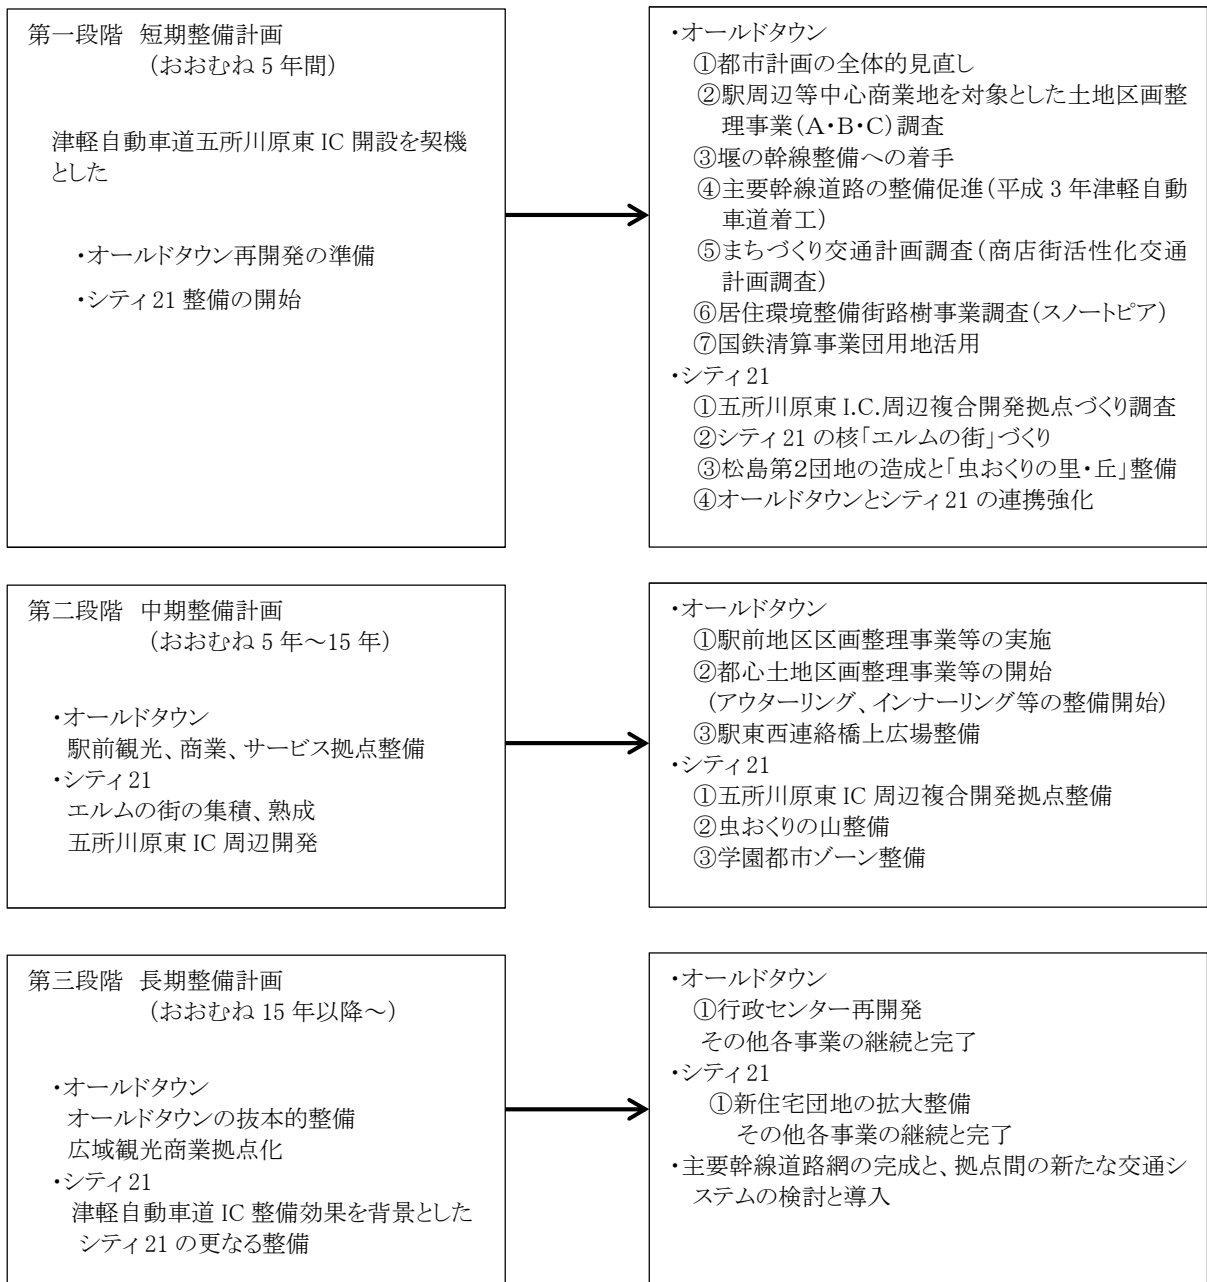 第一段階 短期整備計画
(おおむね5年間)
津軽自動車道五所川原東IC開設を契機
とした
・オールドタウン再開発の準備
・シティ21整備の開始
・オールドタウン
①都市計画の全体的見直し
②駅周辺等中心商業地を対象とした土地区画整
理事業(A・B・C)調査
③堰の幹線整備への着手
④主要幹線道路の整備促進(平成3年津軽自動
車道着工)
⑤まちづくり交通計画調査(商店街活性化交通
計画調査)
⑥居住環境整備街路樹事業調査(スノートピア)
⑦国鉄清算事業団用地活用
・シティ21
①五所川原東I.C.周辺複合開発拠点づくり調査
②シティ21の核「エルムの街」づくり
③松島第2団地の造成と「虫おくりの里・丘」整備
④オールドタウンとシティ21の連携強化
第二段階 中期整備計画
(おおむね5年~15年)
・オールドタウン
駅前観光、商業、サービス拠点整備
・シティ21
エルムの街の集積、熟成
五所川原東IC周辺開発
・オールドタウン
①駅前地区区画整理事業等の実施
②都心土地区画整理事業等の開始
(アウターリング、インナーリング等の整備開始)
③駅東西連絡橋上広場整備
・シティ21
①五所川原東IC周辺複合開発拠点整備
②虫おくりの山整備
③学園都市ゾーン整備
第三段階 長期整備計画
(おおむね15年以降~)
・オールドタウン
オールドタウンの抜本的整備
広域観光商業拠点化
・シティ21
津軽自動車道IC整備効果を背景とした
シティ21の更なる整備
・オールドタウン
①行政センター再開発
その他各事業の継続と完了
・シティ21
①新住宅団地の拡大整備
その他各事業の継続と完了
・主要幹線道路網の完成と、拠点間の新たな交通シ
ステムの検討と導入